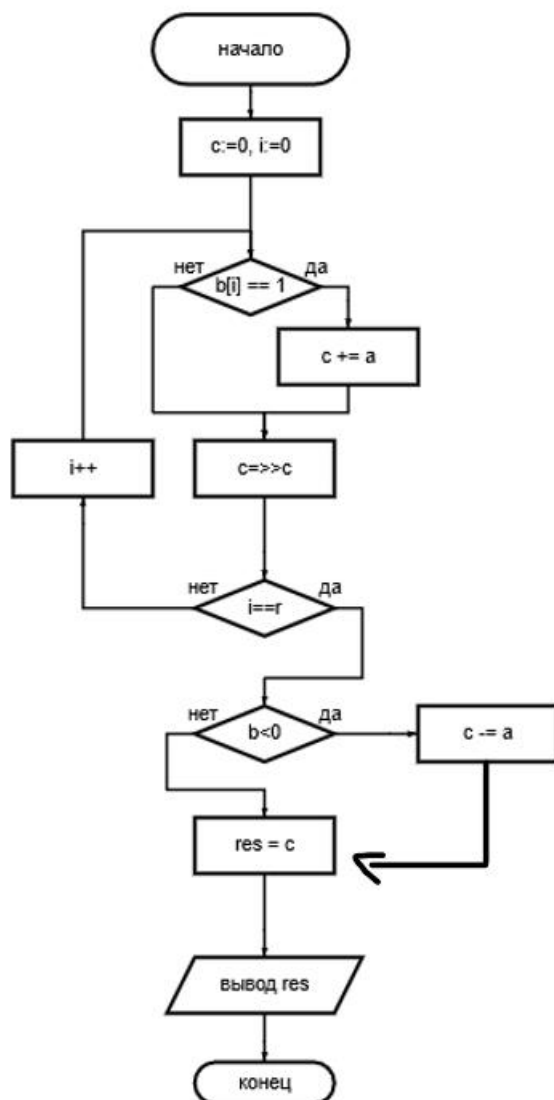 начало
c:=0, i:=0
нет
да
b[i] == 1
c += a
i++
c=>>c
нет
да
i==r
нет
да
b<0
c -= a
res = c
вывод res
конец